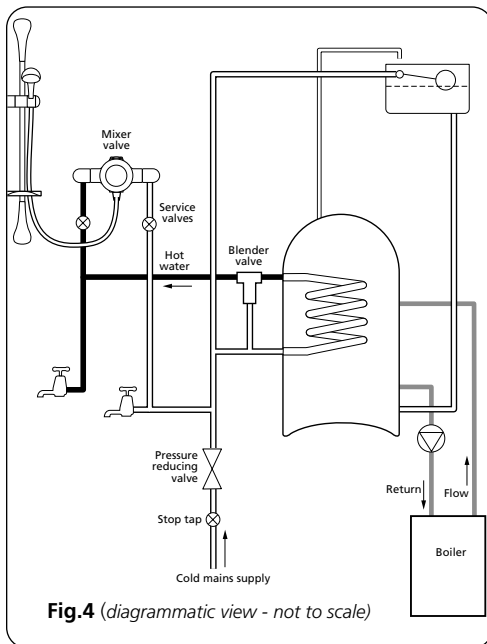 Mixer
valve
Service
valves
Hot
water
Blender
valve
Pressure
reducing
valve
Stop tap
Cold mains supply
Return
Flow
Boiler
Fig.4 (diagrammatic view - not to scale)